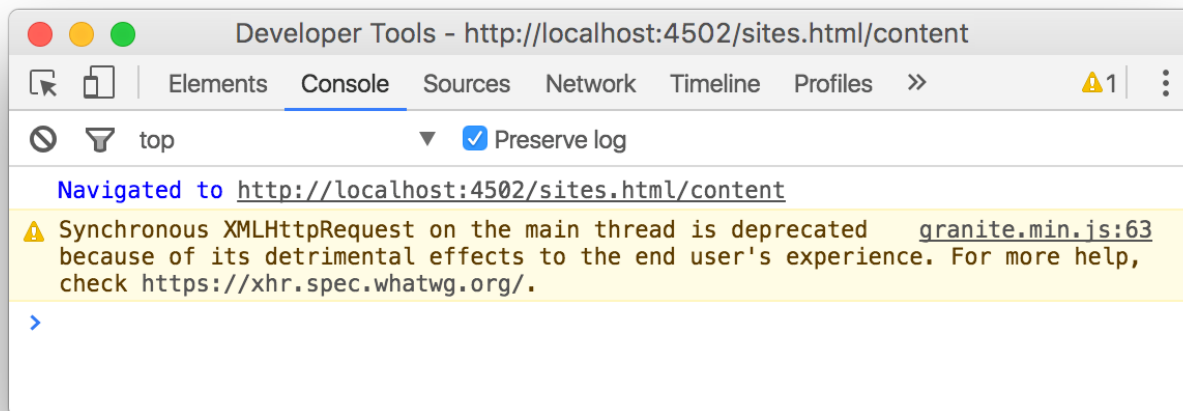 Developer Tools - http://localhost:4502/sites.html/content
Elements Console Sources Network Timeline Profiles » 1
top Preserve log
Navigated to http://localhost:4502/sites.html/content
Synchronous XMLHttpRequest on the main thread is deprecated granite.min.js:63
because of its detrimental effects to the end user's experience. For more help,
check https://xhr.spec.whatwg.org/.